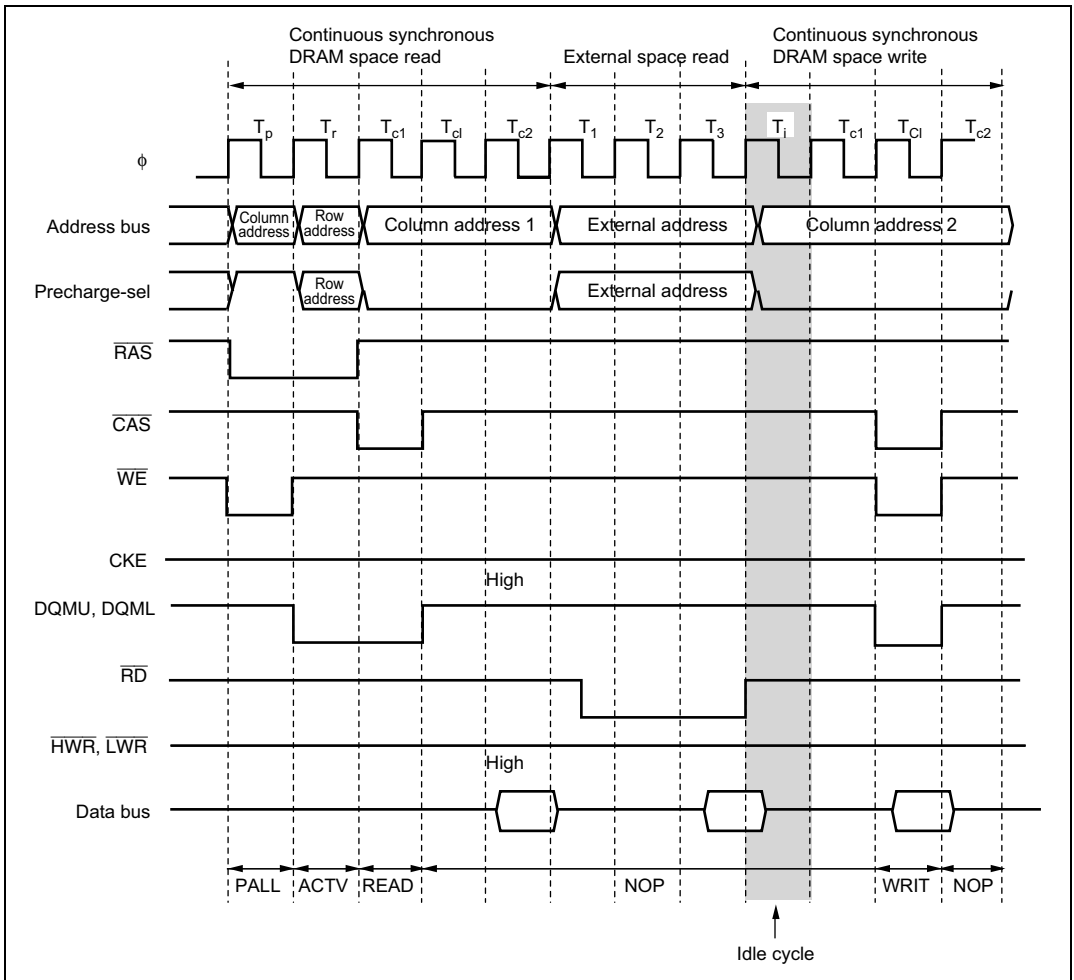 Continuous synchronous
DRAM space read
External space read
Continuous synchronous
DRAM space write
Tp Tr Tc1 Tcl Tc2 T1 T2 T3 Ti Tc1 TCl Tc2
ϕ
Address bus
Column
address
Row
address
Column address 1
External address
Column address 2
Precharge-sel
Row
address
External address
RAS
CAS
WE
CKE
High
DQMU, DQML
RD
HWR, LWR
High
Data bus
PALL ACTV READ NOP WRIT NOP
Idle cycle